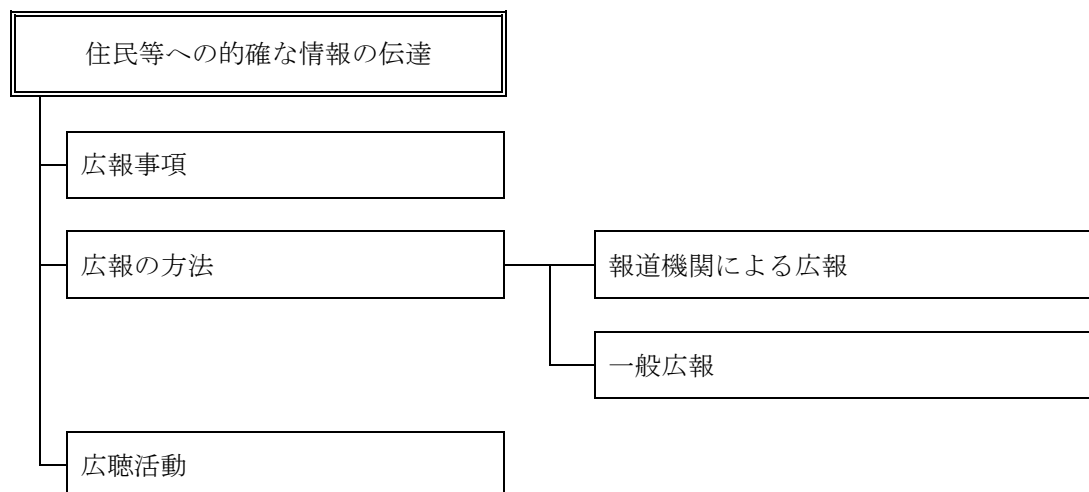 住民等への的確な情報の伝達
広報事項
広報の方法
報道機関による広報
一般広報
広聴活動